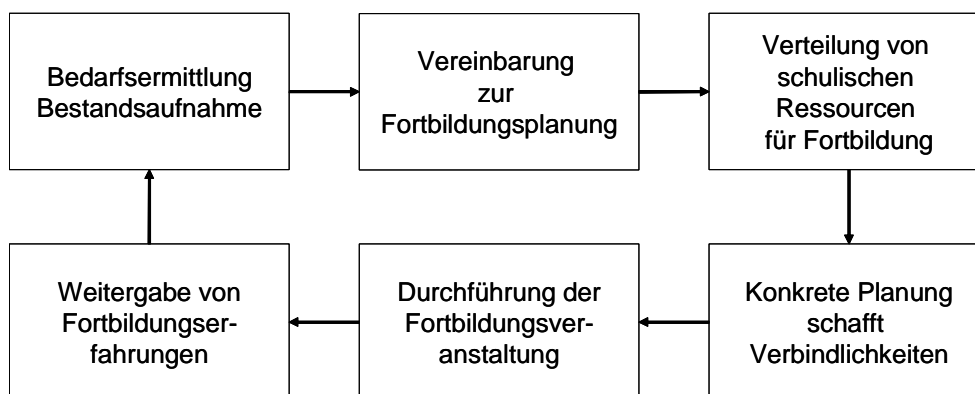 Bedarfsermittlung
Bestandsaufnahme
Vereinbarung
zur
Fortbildungsplanung
Verteilung von
schulischen
Ressourcen
für Fortbildung
Konkrete Planung
schafft
Verbindlichkeiten
Durchführung der
Fortbildungsver-
anstaltung
Weitergabe von
Fortbildungser-
fahrungen